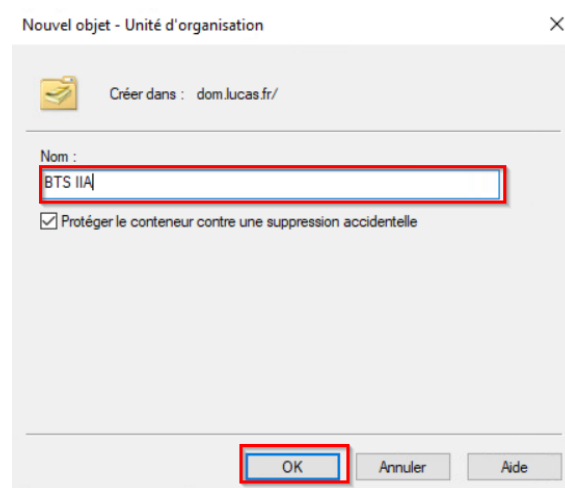 Nouvel objet - Unité d'organisation
Créer dans : dom.lucas.fr/
Nom :
BTS IIA
Protéger le conteneur contre une suppression accidentelle
OK Annuler Aide